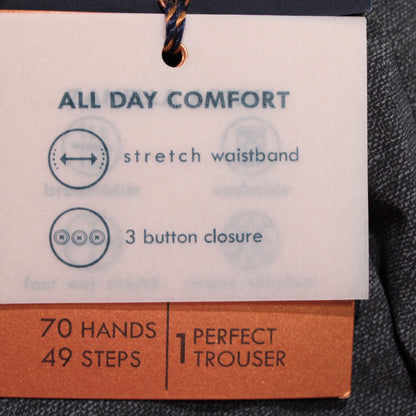 ALL DAY COMFORT
stretch waistband
3 button closure
70 HANDS
49 STEPS
1 PERFECT
TROUSER